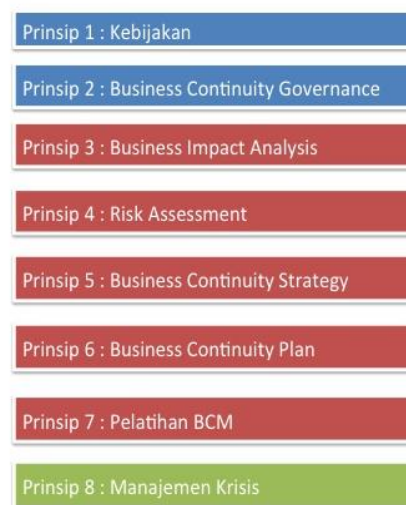 Prinsip 1 : Kebijakan
Prinsip 2 : Business Continuity Governance
Prinsip 3 : Business Impact Analysis
Prinsip 4 : Risk Assessment
Prinsip 5 : Business Continuity Strategy
Prinsip 6 : Business Continuity Plan
Prinsip 7 : Pelatihan BCM
Prinsip 8 : Manajemen Krisis